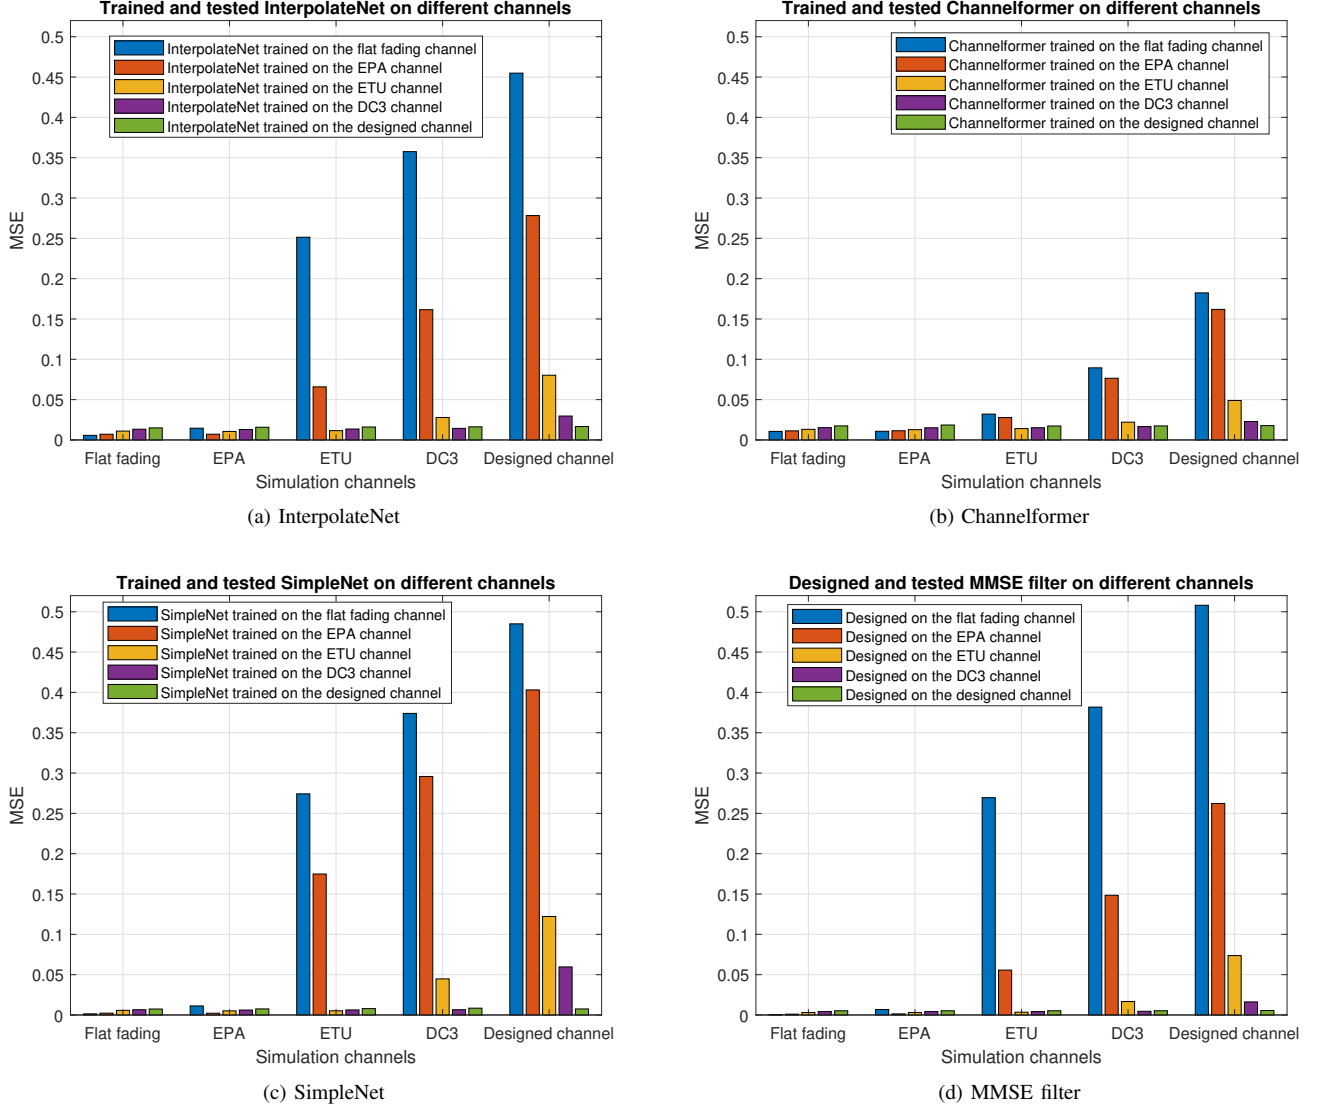 Trained and tested InterpolateNet on different channels
0.5
0.45
0.4
0.35
0.3
0.25
0.2
0.15
0.1
0.05
0
MSE
InterpolateNet trained on the flat fading channel
InterpolateNet trained on the EPA channel
InterpolateNet trained on the ETU channel
InterpolateNet trained on the DC3 channel
InterpolateNet trained on the designed channel
Flat fading EPA ETU DC3 Designed channel
Simulation channels
(a) InterpolateNet
Trained and tested Channelformer on different channels
0.5
0.45
0.4
0.35
0.3
0.25
0.2
0.15
0.1
0.05
0
MSE
Channelformer trained on the flat fading channel
Channelformer trained on the EPA channel
Channelformer trained on the ETU channel
Channelformer trained on the DC3 channel
Channelformer trained on the designed channel
Flat fading EPA ETU DC3 Designed channel
Simulation channels
(b) Channelformer
Trained and tested SimpleNet on different channels
0.5
0.45
0.4
0.35
0.3
0.25
0.2
0.15
0.1
0.05
0
MSE
SimpleNet trained on the flat fading channel
SimpleNet trained on the EPA channel
SimpleNet trained on the ETU channel
SimpleNet trained on the DC3 channel
SimpleNet trained on the designed channel
Flat fading EPA ETU DC3 Designed channel
Simulation channels
(c) SimpleNet
Designed and tested MMSE filter on different channels
0.5
0.45
0.4
0.35
0.3
0.25
0.2
0.15
0.1
0.05
0
MSE
Designed on the flat fading channel
Designed on the EPA channel
Designed on the ETU channel
Designed on the DC3 channel
Designed on the designed channel
Flat fading EPA ETU DC3 Designed channel
Simulation channels
(d) MMSE filter